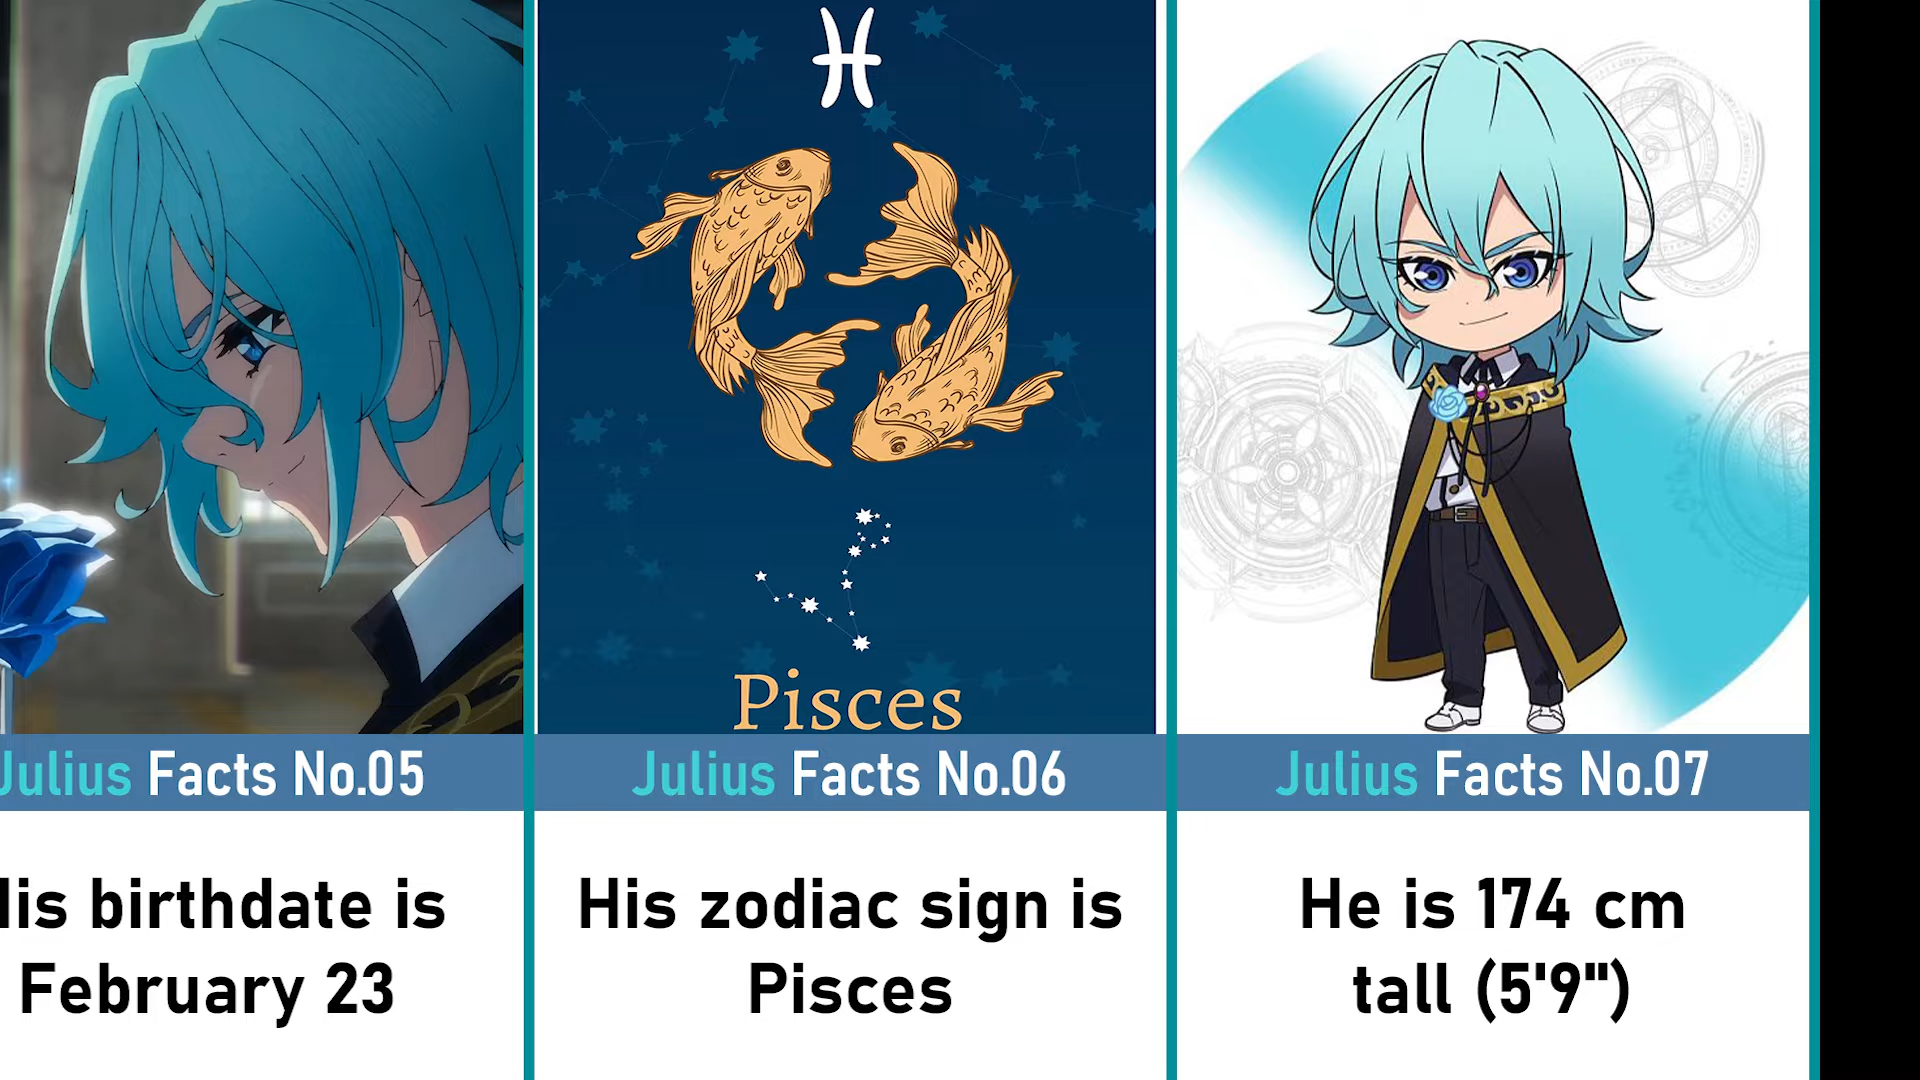 Julius Facts No.05
His birthdate is
February 23
♓
Pisces
Julius Facts No.06
His zodiac sign is
Pisces
Julius Facts No.07
He is 174 cm
tall (5'9")